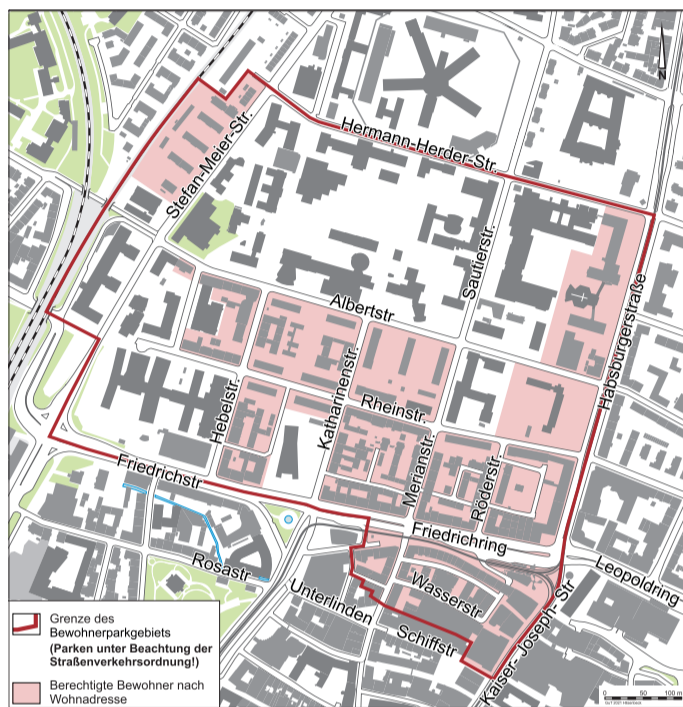 N
Hermann-Herder-Str.
Stefan-Meier-Str.
Sautierstr.
Habsburgerstraße
Albertstr.
Rheinstr.
Katharinenstr.
Hebelstr.
Merianstr.
Röderstr.
Friedrichstr
Friedrichring
Rosastr
Unterlinden
Wasserstr
Schiffstr
Leopoldring
Kaiser- Joseph- Str
Grenze des
Bewohnerparkgebiets
(Parken unter Beachtung der
Straßenverkehrsordnung!)
Berechtigte Bewohner nach
Wohnadresse
0 50 100 m